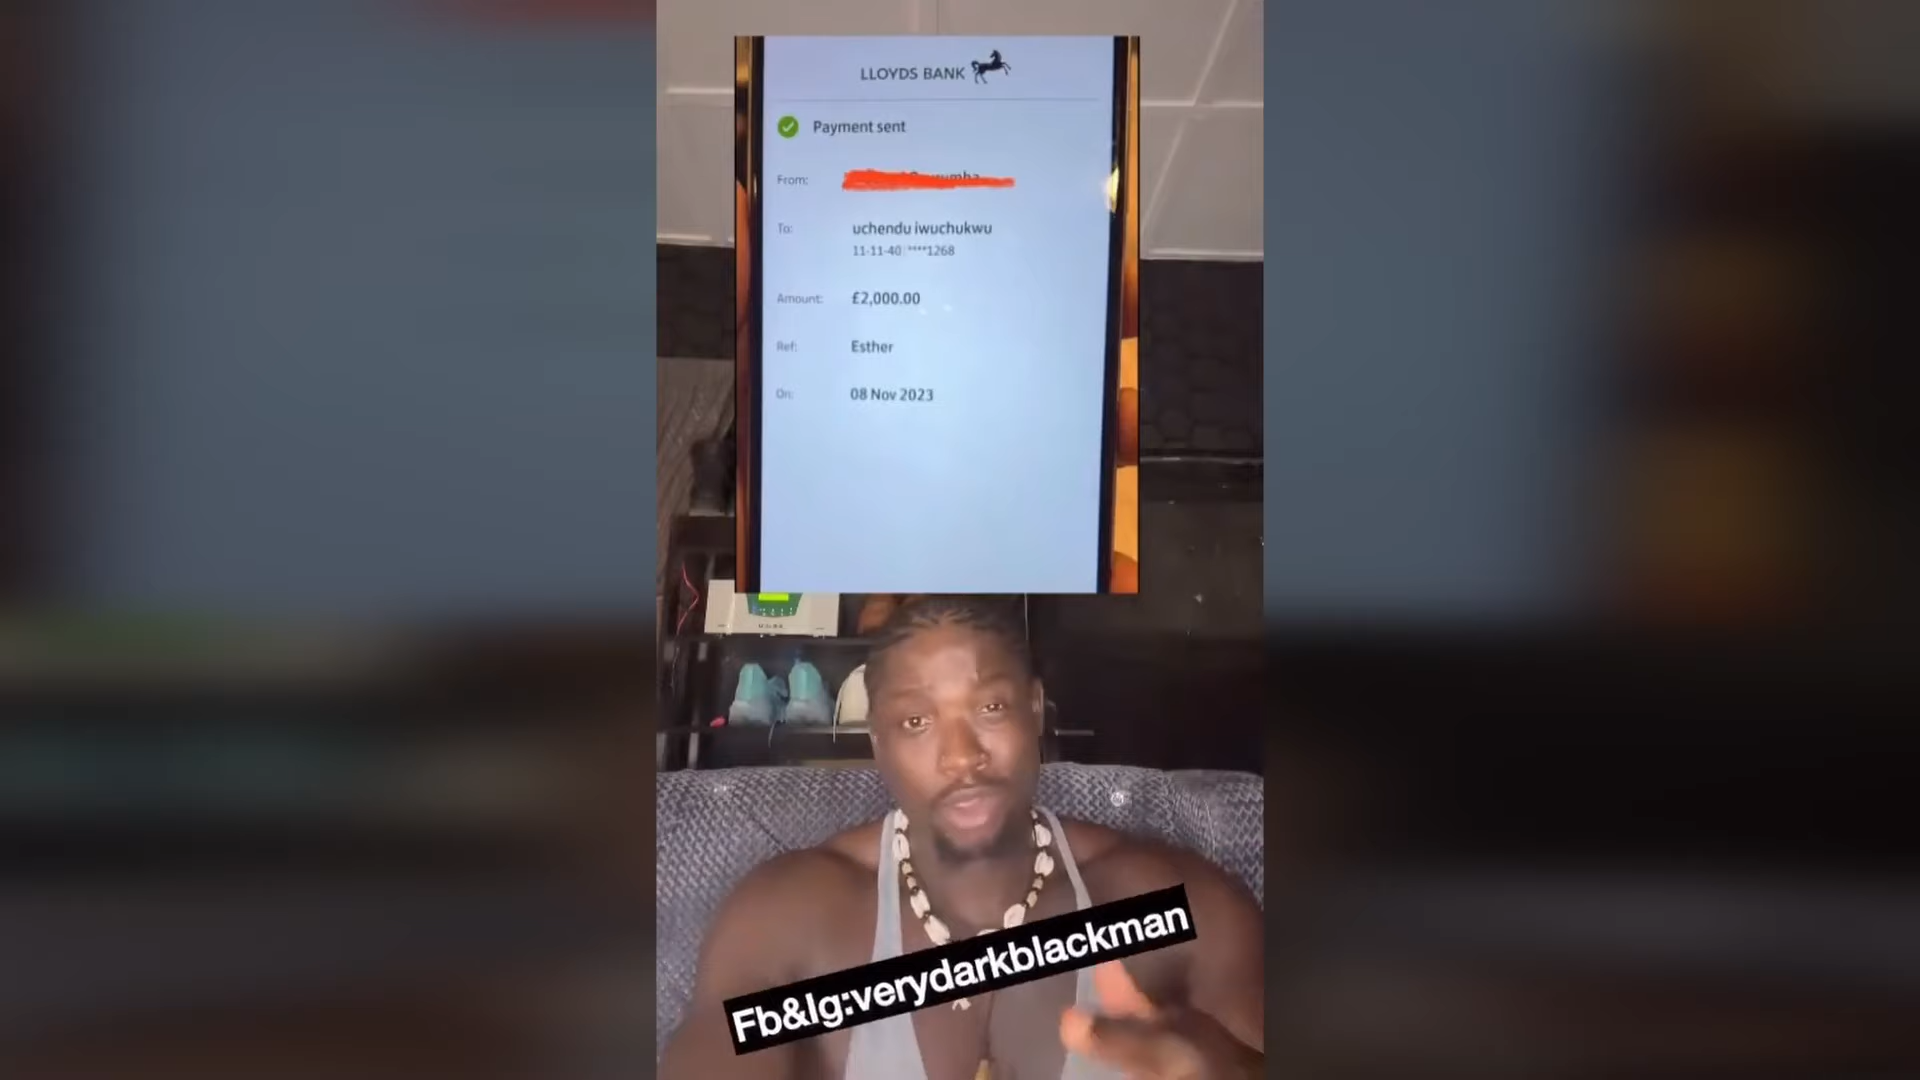 LLOYDS BANK
Payment sent
From:
To: uchendu iwuchukwu
11-11-40 ****1268
Amount: £2,000.00
Ref: Esther
On: 08 Nov 2023
Fb&Ig:verydarkblackman